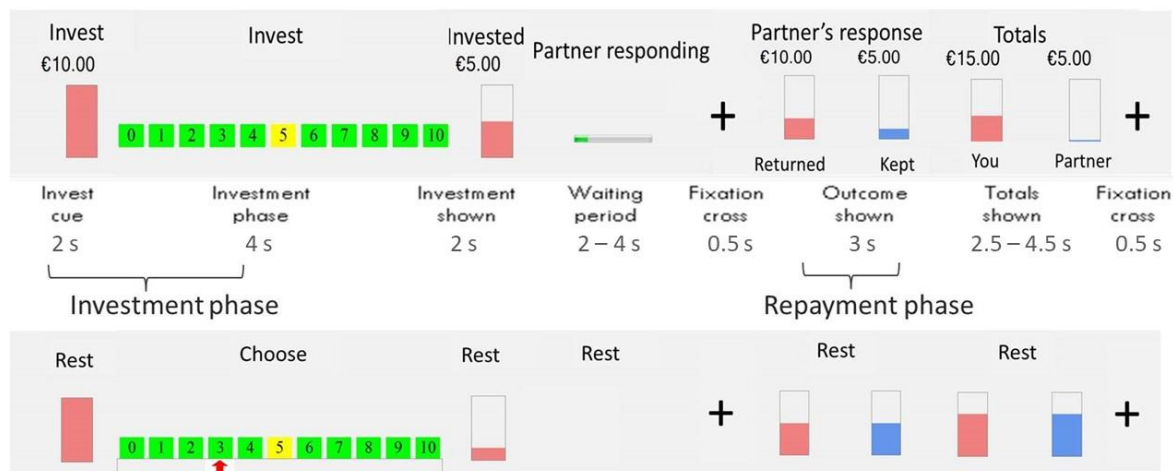 Invest Invest Invested Partner responding Partner's response Totals
€10.00 €5.00 €10.00 €5.00 €15.00 €5.00
+ +
0 1 2 3 4 5 6 7 8 9 10
Returned Kept You Partner
Invest Investment Investment Waiting Fixation Outcome Totals Fixation
cue phase shown period cross shown shown cross
2 s 4 s 2 s 2 – 4 s 0.5 s 3 s 2.5 – 4.5 s 0.5 s
Investment phase Repayment phase
Rest Choose Rest Rest Rest Rest
+ +
0 1 2 3 4 5 6 7 8 9 10